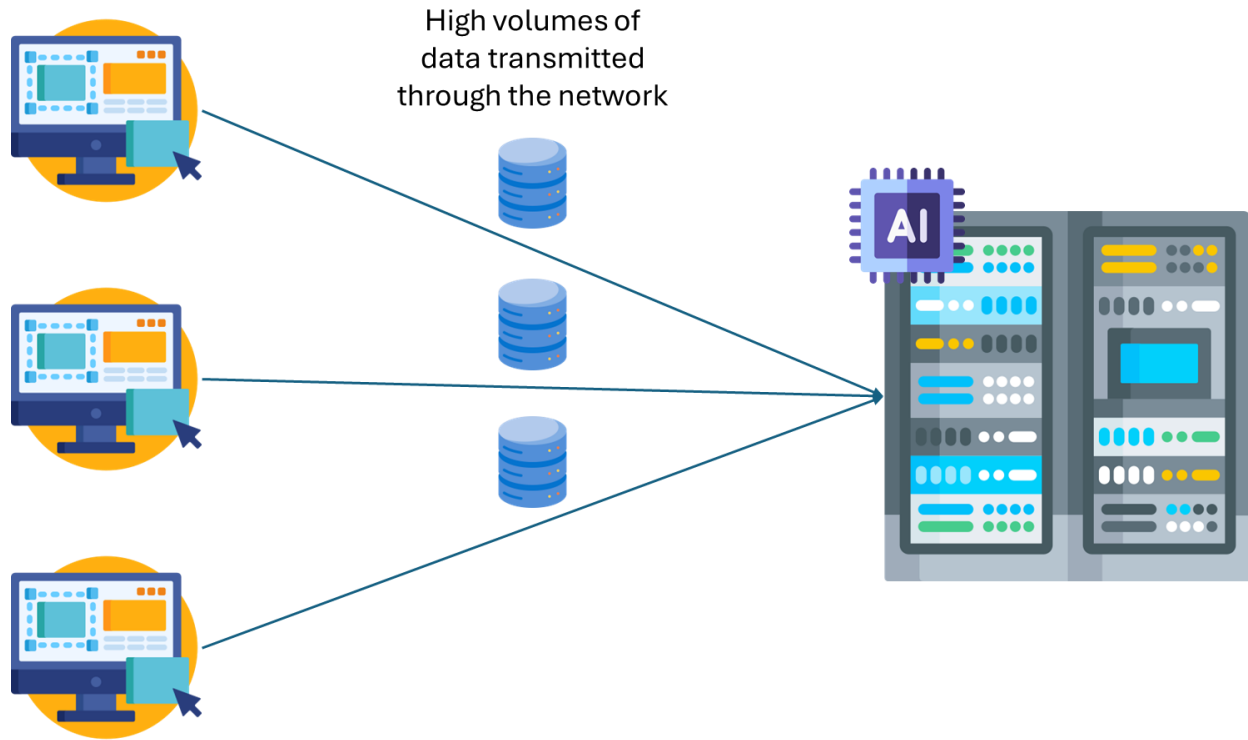 High volumes of
data transmitted
through the network
AI